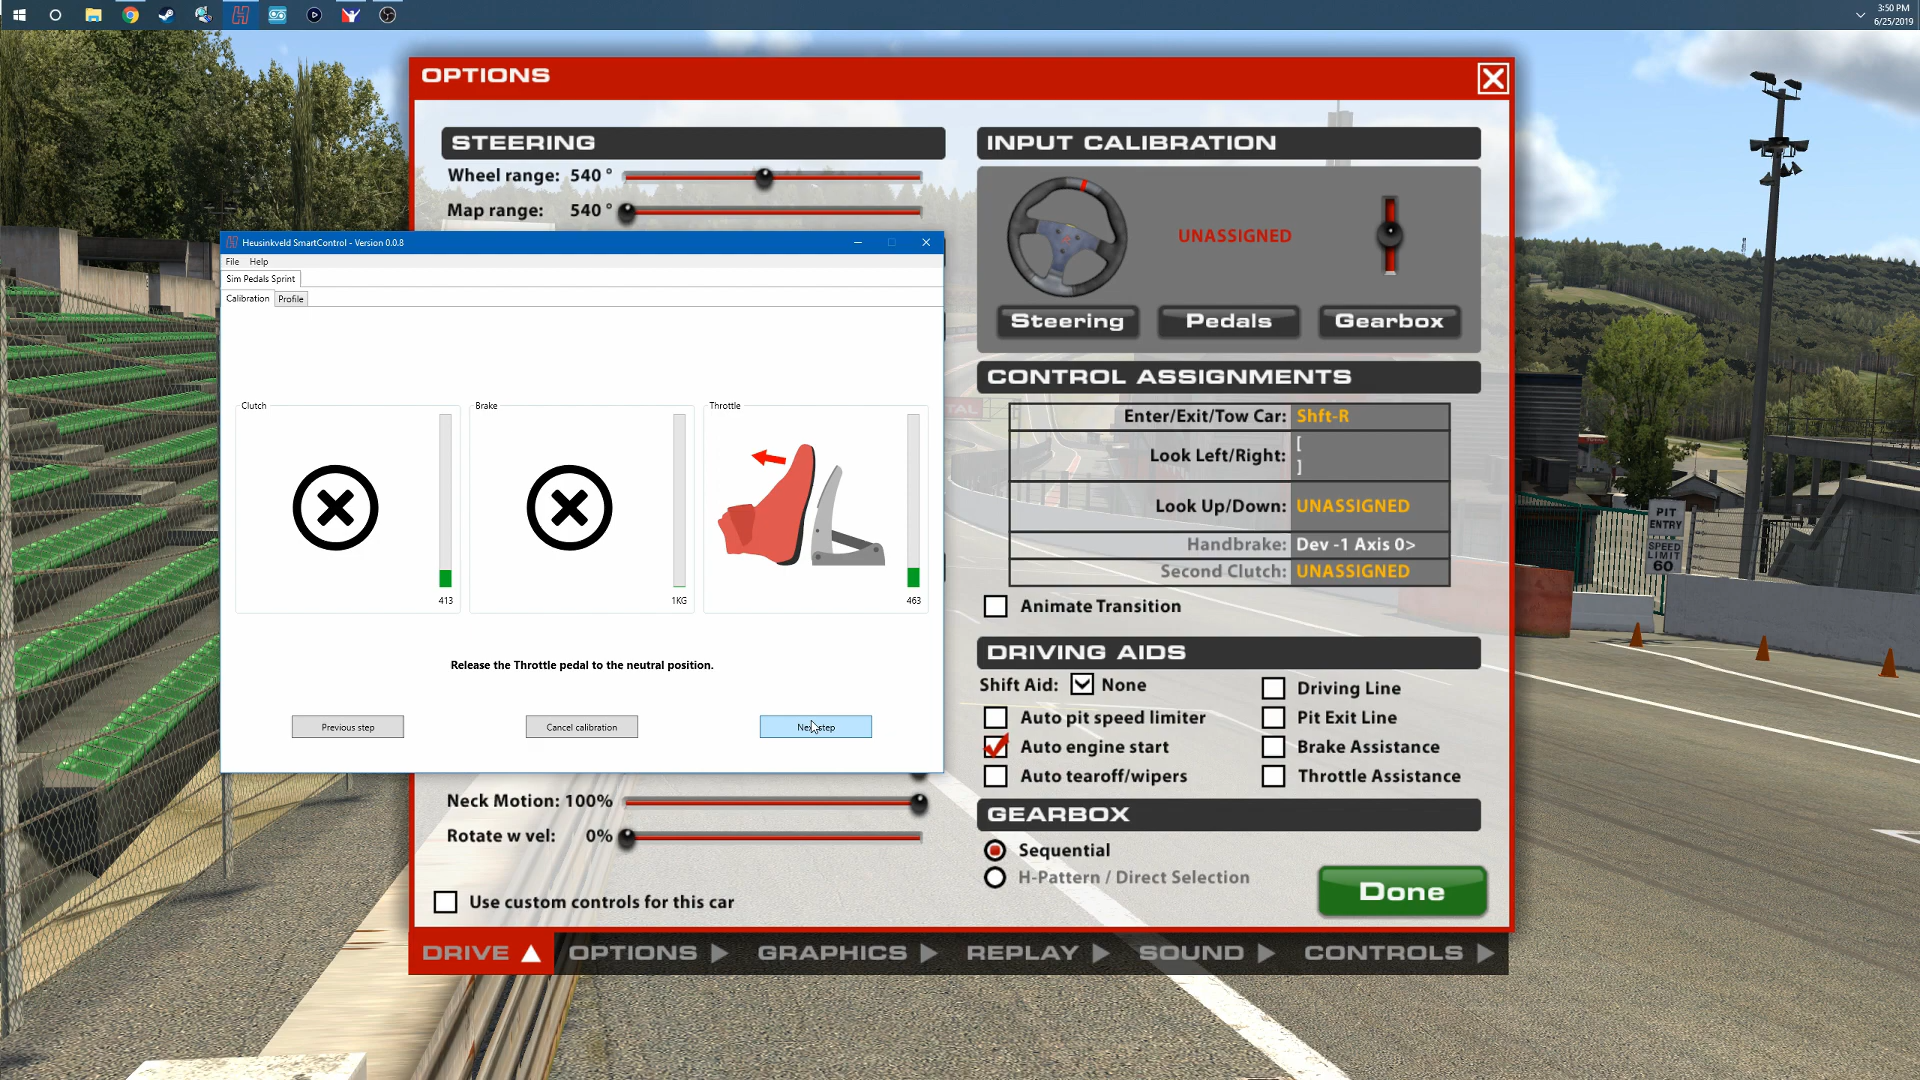 3:50 PM
6/25/2019
OPTIONS
STEERING
Wheel range: 540 °
Map range: 540 °
INPUT CALIBRATION
UNASSIGNED
Steering
Pedals
Gearbox
Heusinkveld SmartControl - Version 0.0.8
File Help
Sim Pedals Sprint
Calibration Profile
Clutch
413
Brake
1KG
Throttle
463
Release the Throttle pedal to the neutral position.
Previous step
Cancel calibration
Next step
CONTROL ASSIGNMENTS
Enter/Exit/Tow Car: Shft-R
Look Left/Right: [
]
Look Up/Down: UNASSIGNED
Handbrake: Dev -1 Axis 0>
Second Clutch: UNASSIGNED
Animate Transition
DRIVING AIDS
Shift Aid: None
Driving Line
Auto pit speed limiter
Pit Exit Line
Auto engine start
Brake Assistance
Auto tearoff/wipers
Throttle Assistance
Neck Motion: 100%
Rotate w vel: 0%
Use custom controls for this car
GEARBOX
Sequential
H-Pattern / Direct Selection
Done
DRIVE
OPTIONS
GRAPHICS
REPLAY
SOUND
CONTROLS
PIT
ENTRY
SPEED
LIMIT
60